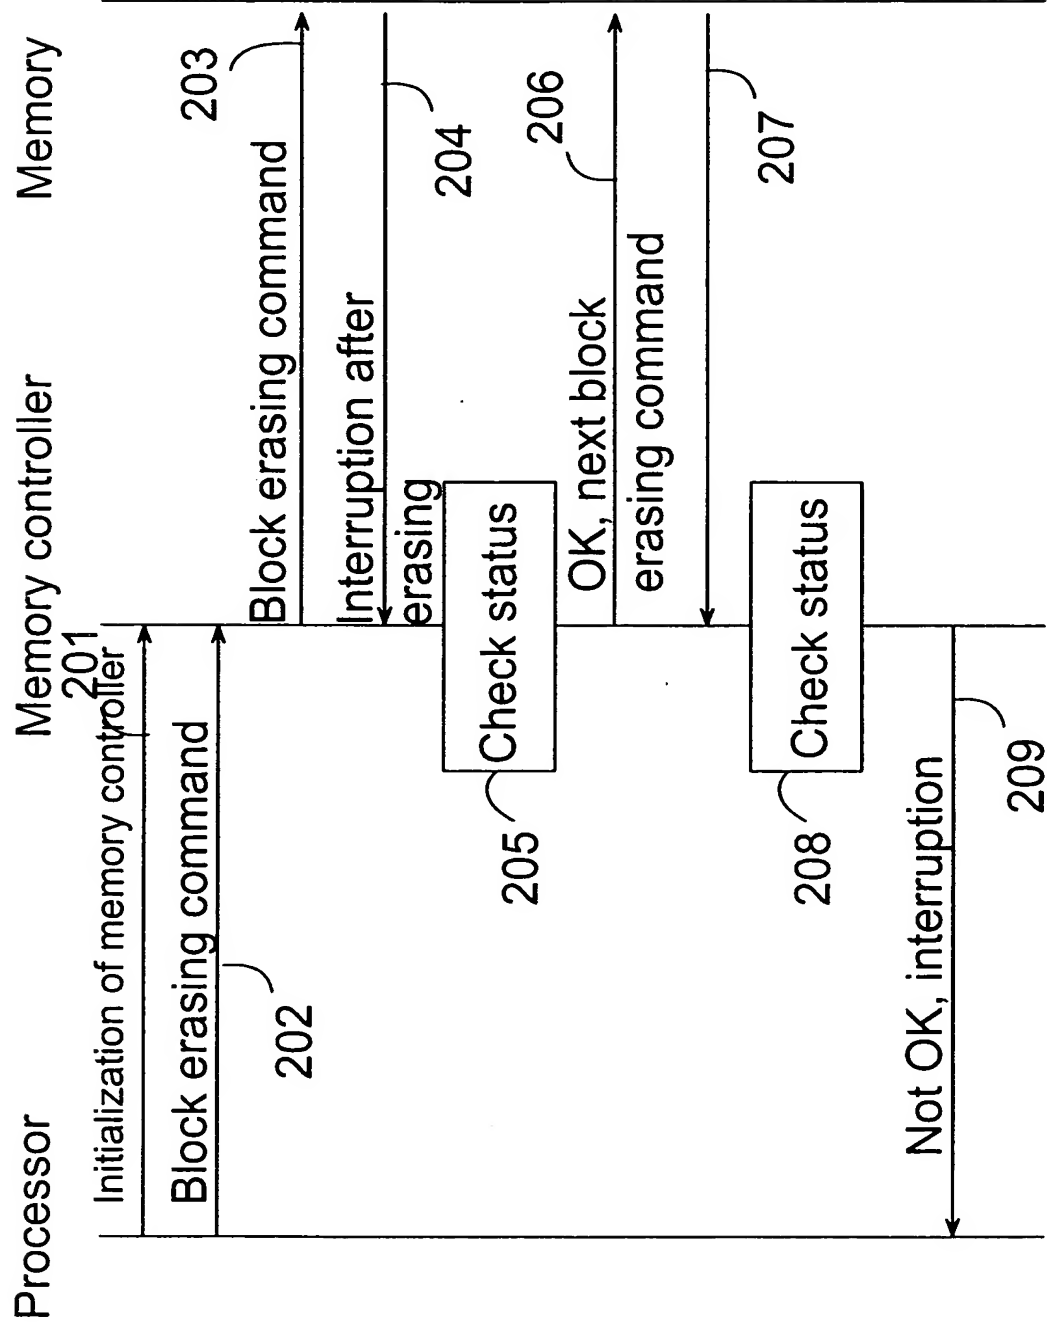 Processor
Memory controller
Memory
201
Initialization of memory controller
Block erasing command
202
Block erasing command
203
Interruption after
erasing
204
Check status
205
OK, next block
erasing command
206
207
Check status
208
Not OK, interruption
209